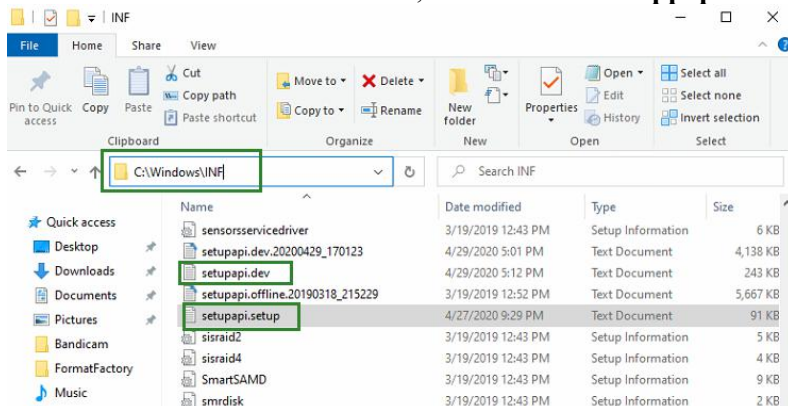 INF
File Home Share View
Pin to Quick access
Copy
Paste
Cut
Copy path
Paste shortcut
Clipboard
Move to
Copy to
Delete
Rename
Organize
New folder
New
Properties
Open
Edit
History
Open
Select all
Select none
Invert selection
Select
C:\Windows\INF
Search INF
Quick access
Desktop
Downloads
Documents
Pictures
Bandicam
FormatFactory
Music
Name Date modified Type Size
sensorsservicedriver 3/19/2019 12:43 PM Setup Information 6 KB
setupapi.dev.20200429_170123 4/29/2020 5:01 PM Text Document 4,138 KB
setupapi.dev 4/29/2020 5:12 PM Text Document 243 KB
setupapi.offline.20190318_215229 3/19/2019 12:52 PM Text Document 5,667 KB
setupapi.setup 4/27/2020 9:29 PM Text Document 91 KB
sisraid2 3/19/2019 12:43 PM Setup Information 5 KB
sisraid4 3/19/2019 12:43 PM Setup Information 4 KB
SmartSAMD 3/19/2019 12:43 PM Setup Information 9 KB
smrdisk 3/19/2019 12:43 PM Setup Information 2 KB